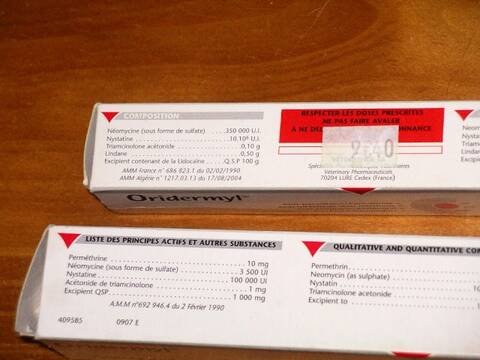 COMPOSITION
Néomycine (sous forme de sulfate) ..... 350 000 U.I.
Nystatine ..... 10.10⁶ U.I.
Triamcinolone acétonide ..... 0,10 g
Lindane ..... 0,50 g
Excipient contenant de la Lidocaïne ..... Q.S.P 100 g
AMM France n° 686 823.1 du 02/02/1990
AMM Algérie n° 1217.03.13 du 17/08/2004
RESPECTER LES DOSES PRESCRITES
NE PAS FAIRE AVALER
À NE
2640
Veterinary Pharmaceuticals
70204 LURE Cedex (France)
Oridermyl
LISTE DES PRINCIPES ACTIFS ET AUTRES SUBSTANCES
Perméthrine ..... 10 mg
Néomycine (sous forme de sulfate) ..... 3 500 UI
Nystatine ..... 100 000 UI
Acétonide de triamcinolone ..... 1 mg
Excipient QSP ..... 1 000 mg
A.M.M n°692 946.4 du 2 Février 1990
409585 0907 E
QUALITATIVE AND QUANTITATIVE
Permethrin
Neomycin (as sulphate)
Nystatin
Triamcinolone acetonide
Excipient to